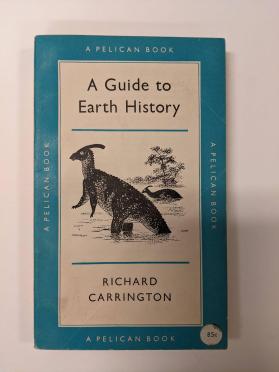 A PELICAN BOOK
A Guide to
Earth History
A PELICAN BOOK
A PELICAN BOOK
RICHARD
CARRINGTON
85c
A PELICAN BOOK